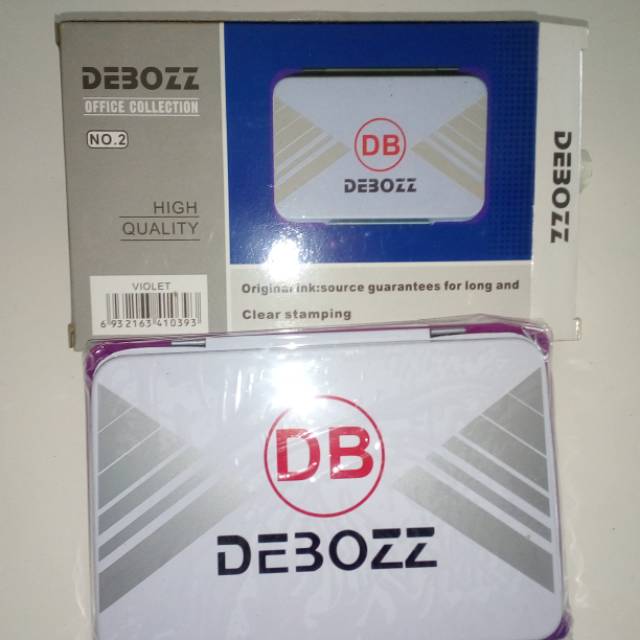 DEBOZZ
OFFICE COLLECTION
NO.2
HIGH
QUALITY
VIOLET
6 932163 410393
DB
DEBOZZ
Original ink:source guarantees for long and
Clear stamping
DEBOZZ
DB
DEBOZZ